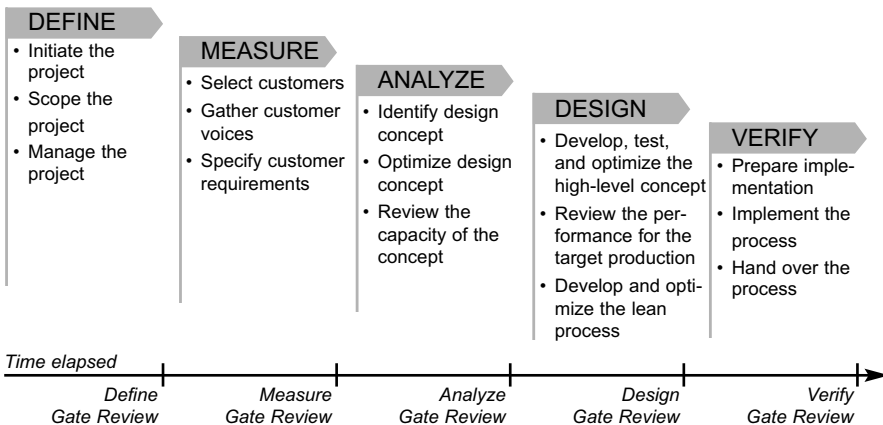 DEFINE
• Initiate the
project
• Scope the
project
• Manage the
project
MEASURE
• Select customers
• Gather customer
voices
• Specify customer
requirements
ANALYZE
• Identify design
concept
• Optimize design
concept
• Review the
capacity of the
concept
DESIGN
• Develop, test,
and optimize the
high-level concept
• Review the per-
formance for the
target production
• Develop and opti-
mize the lean
process
VERIFY
• Prepare imple-
mentation
• Implement the
process
• Hand over the
process
Time elapsed
Define
Gate Review
Measure
Gate Review
Analyze
Gate Review
Design
Gate Review
Verify
Gate Review